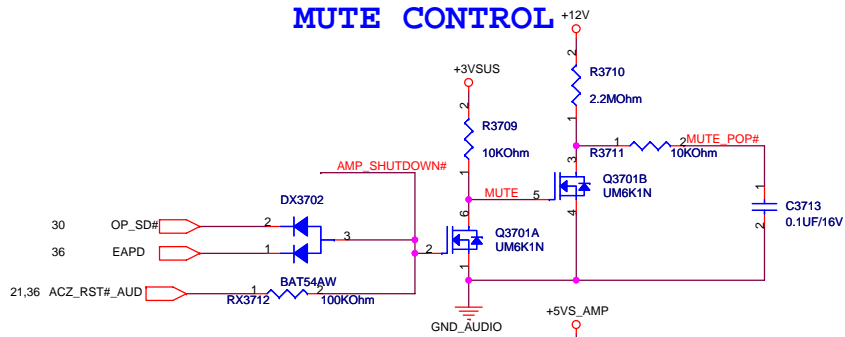 MUTE CONTROL
+12V
2
R3710
2.2MOhm
1
+3VSUS
2
R3709
10KOhm
1
AMP_SHUTDOWN#
MUTE
5
3
Q3701B
UM6K1N
4
1
R3711
2
10KOhm
MUTE_POP#
1
C3713
0.1UF/16V
2
DX3702
30 OP_SD# 2
3
36 EAPD 1
BAT54AW
2
6
Q3701A
UM6K1N
1
21,36 ACZ_RST#_AUD 1 2
RX3712 100KOhm
GND_AUDIO
+5VS_AMP